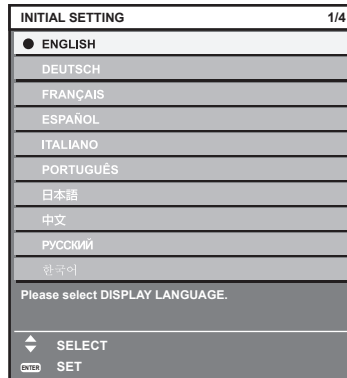 INITIAL SETTING 1/4
ENGLISH
DEUTSCH
FRANÇAIS
ESPAÑOL
ITALIANO
PORTUGUÊS
日本語
中文
РУССКИЙ
한국어
Please select DISPLAY LANGUAGE.
SELECT
ENTER SET